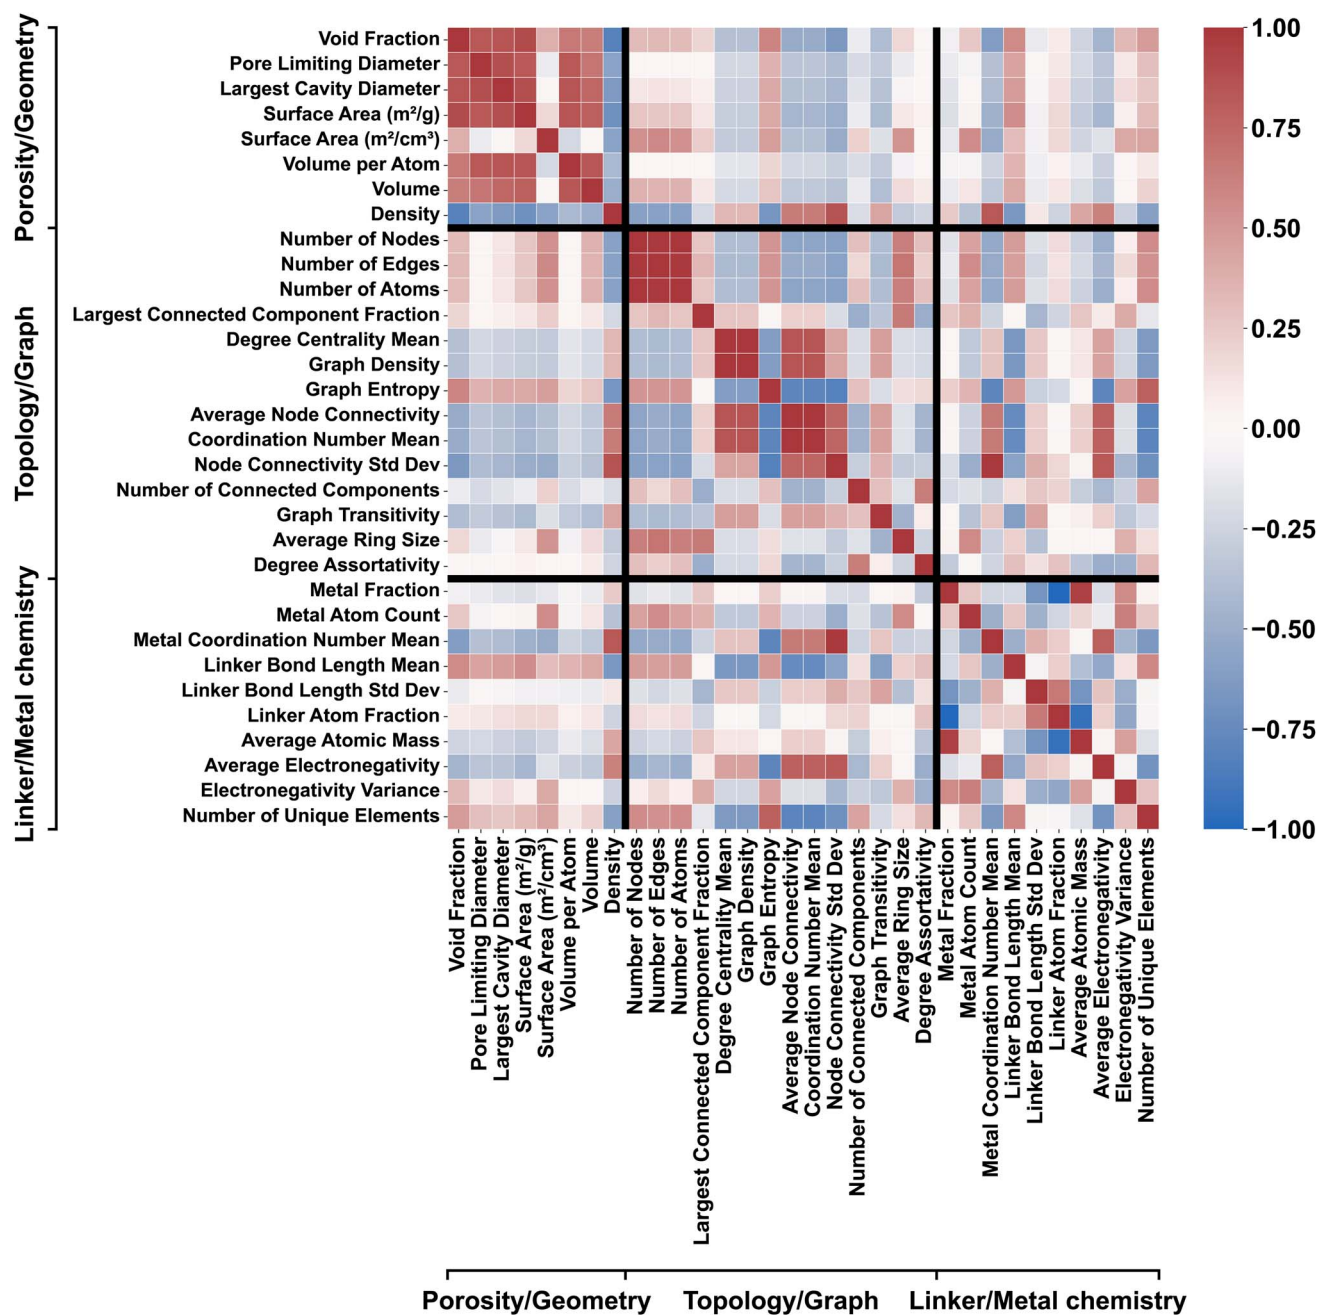 Porosity/Geometry
Topology/Graph
Linker/Metal chemistry
Void Fraction
Pore Limiting Diameter
Largest Cavity Diameter
Surface Area (m²/g)
Surface Area (m²/cm³)
Volume per Atom
Volume
Density
Number of Nodes
Number of Edges
Number of Atoms
Largest Connected Component Fraction
Degree Centrality Mean
Graph Density
Graph Entropy
Average Node Connectivity
Coordination Number Mean
Node Connectivity Std Dev
Number of Connected Components
Graph Transitivity
Average Ring Size
Degree Assortativity
Metal Fraction
Metal Atom Count
Metal Coordination Number Mean
Linker Bond Length Mean
Linker Bond Length Std Dev
Linker Atom Fraction
Average Atomic Mass
Average Electronegativity
Electronegativity Variance
Number of Unique Elements
1.00
0.75
0.50
0.25
0.00
−0.25
−0.50
−0.75
−1.00
Void Fraction
Pore Limiting Diameter
Largest Cavity Diameter
Surface Area (m²/g)
Surface Area (m²/cm³)
Volume per Atom
Volume
Density
Number of Nodes
Number of Edges
Number of Atoms
Largest Connected Component Fraction
Degree Centrality Mean
Graph Density
Graph Entropy
Average Node Connectivity
Coordination Number Mean
Node Connectivity Std Dev
Number of Connected Components
Graph Transitivity
Average Ring Size
Degree Assortativity
Metal Fraction
Metal Atom Count
Metal Coordination Number Mean
Linker Bond Length Mean
Linker Bond Length Std Dev
Linker Atom Fraction
Average Atomic Mass
Average Electronegativity
Electronegativity Variance
Number of Unique Elements
Porosity/Geometry
Topology/Graph
Linker/Metal chemistry